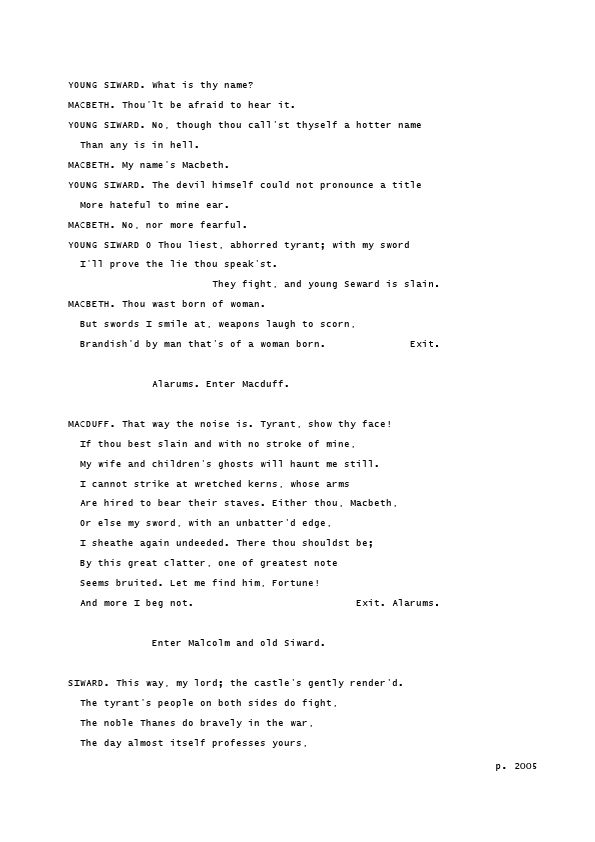 YOUNG SIWARD. What is thy name?
MACBETH. Thou'lt be afraid to hear it.
YOUNG SIWARD. No, though thou call'st thyself a hotter name
Than any is in hell.
MACBETH. My name's Macbeth.
YOUNG SIWARD. The devil himself could not pronounce a title
More hateful to mine ear.
MACBETH. No, nor more fearful.
YOUNG SIWARD O Thou liest, abhorred tyrant; with my sword
I'll prove the lie thou speak'st.
They fight, and young Seward is slain.
MACBETH. Thou wast born of woman.
But swords I smile at, weapons laugh to scorn,
Brandish'd by man that's of a woman born. Exit.
Alarums. Enter Macduff.
MACDUFF. That way the noise is. Tyrant, show thy face!
If thou best slain and with no stroke of mine,
My wife and children's ghosts will haunt me still.
I cannot strike at wretched kerns, whose arms
Are hired to bear their staves. Either thou, Macbeth,
Or else my sword, with an unbatter'd edge,
I sheathe again undeeded. There thou shouldst be;
By this great clatter, one of greatest note
Seems bruited. Let me find him, Fortune!
And more I beg not. Exit. Alarums.
Enter Malcolm and old Siward.
SIWARD. This way, my lord; the castle's gently render'd.
The tyrant's people on both sides do fight,
The noble Thanes do bravely in the war,
The day almost itself professes yours,
p. 2005